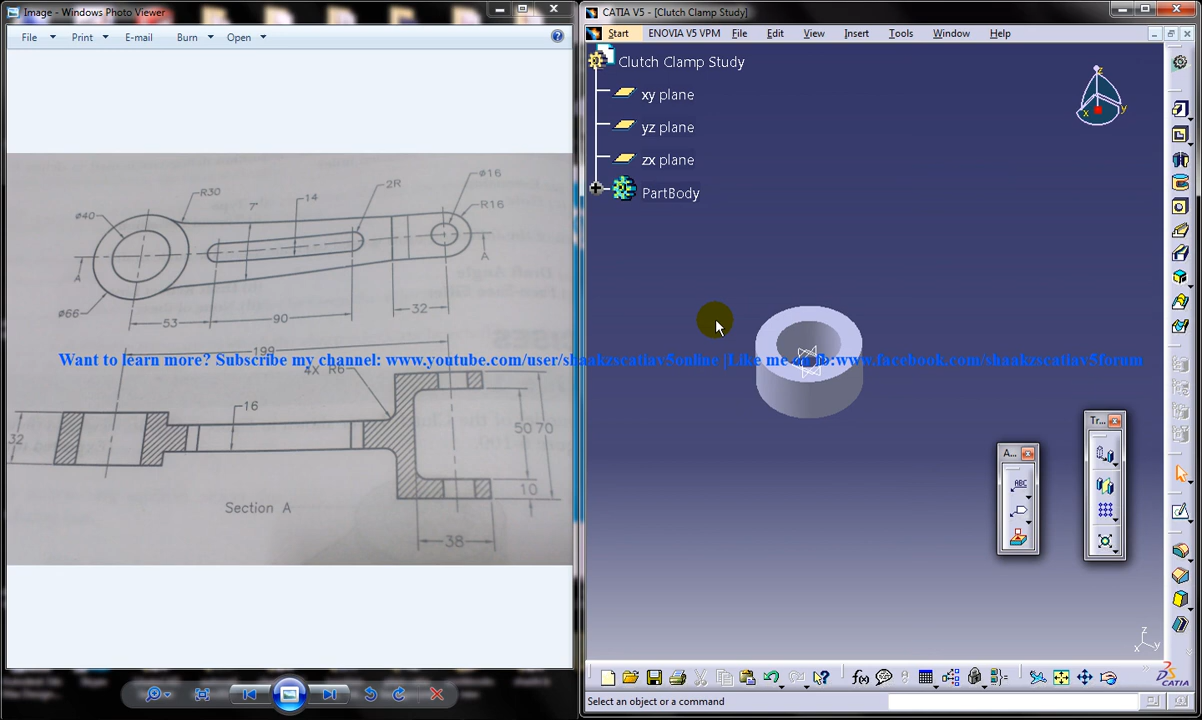 Image - Windows Photo Viewer
File Print E-mail Burn Open
CATIA V5 - [Clutch Clamp Study]
Start ENOVIA V5 VPM File Edit View Insert Tools Window Help
Clutch Clamp Study
xy plane
yz plane
zx plane
PartBody
z
y
x
ø40
R30
7°
14
2R
ø16
R16
A
A
ø66
53
90
32
199
4X R6
Want to learn more? Subscribe my channel: www.youtube.com/user/shaakzscatiav5online |Like me on fb:www.facebook.com/shaakzscatiav5forum
16
32
50
70
10
38
Section A
Tr...
A...
ABC
z
x
y
f(x)
CATIA
Select an object or a command